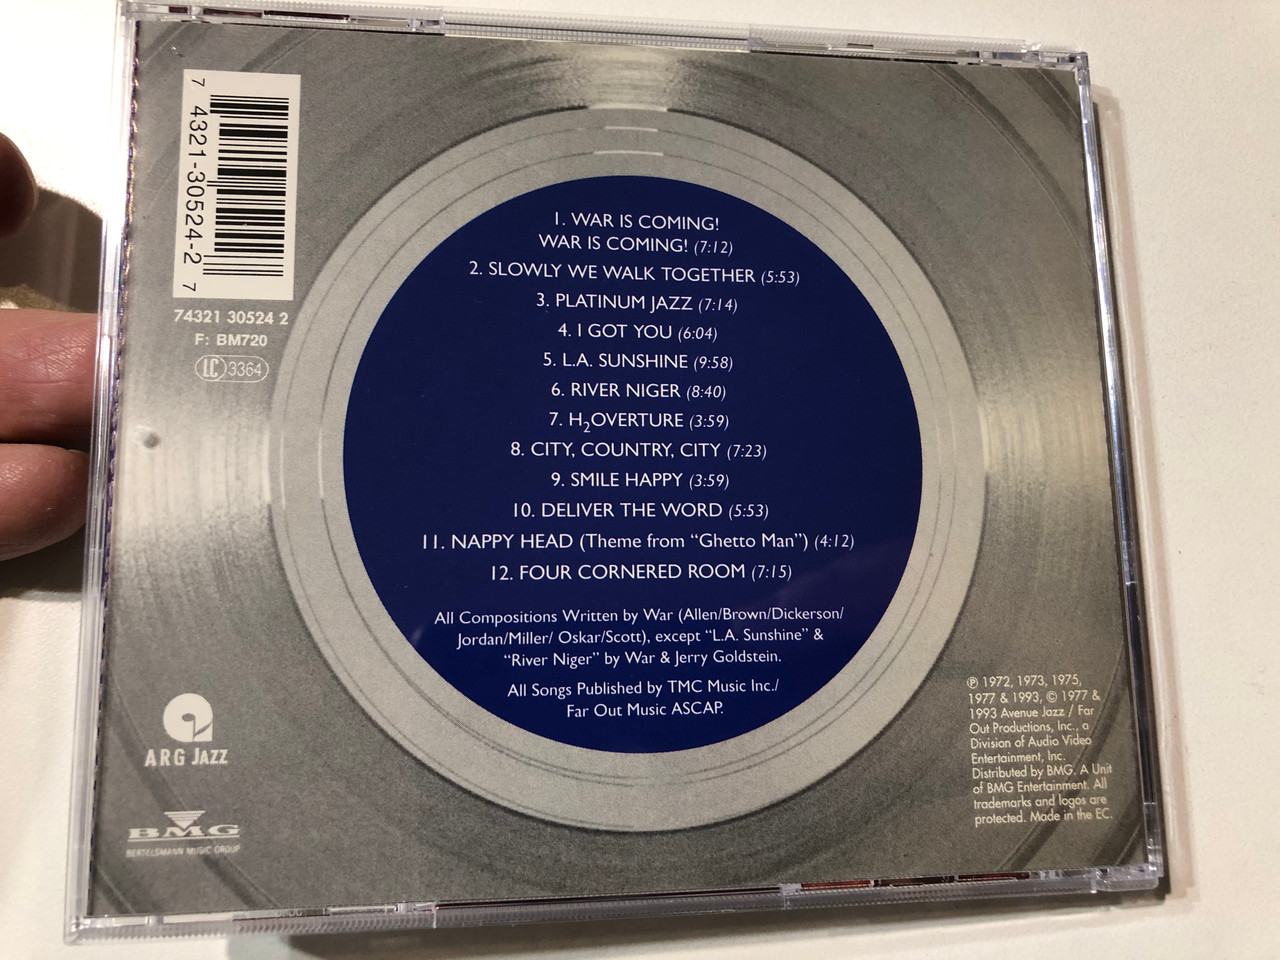 7 4321-30524-2 7
74321 30524 2
F: BM720
LC 3364
1. WAR IS COMING!
WAR IS COMING! (7:12)
2. SLOWLY WE WALK TOGETHER (5:53)
3. PLATINUM JAZZ (7:14)
4. I GOT YOU (6:04)
5. L.A. SUNSHINE (9:58)
6. RIVER NIGER (8:40)
7. H₂OVERTURE (3:59)
8. CITY, COUNTRY, CITY (7:23)
9. SMILE HAPPY (3:59)
10. DELIVER THE WORD (5:53)
11. NAPPY HEAD (Theme from “Ghetto Man”) (4:12)
12. FOUR CORNERED ROOM (7:15)
All Compositions Written by War (Allen/Brown/Dickerson/
Jordan/Miller/ Oskar/Scott), except “L.A. Sunshine” &
“River Niger” by War & Jerry Goldstein.
All Songs Published by TMC Music Inc./
Far Out Music ASCAP.
ARG JAZZ
BMG
BERTELSMANN MUSIC GROUP
℗ 1972, 1973, 1975,
1977 & 1993, © 1977 &
1993 Avenue Jazz / Far
Out Productions, Inc., a
Division of Audio Video
Entertainment, Inc.
Distributed by BMG. A Unit
of BMG Entertainment. All
trademarks and logos are
protected. Made in the EC.